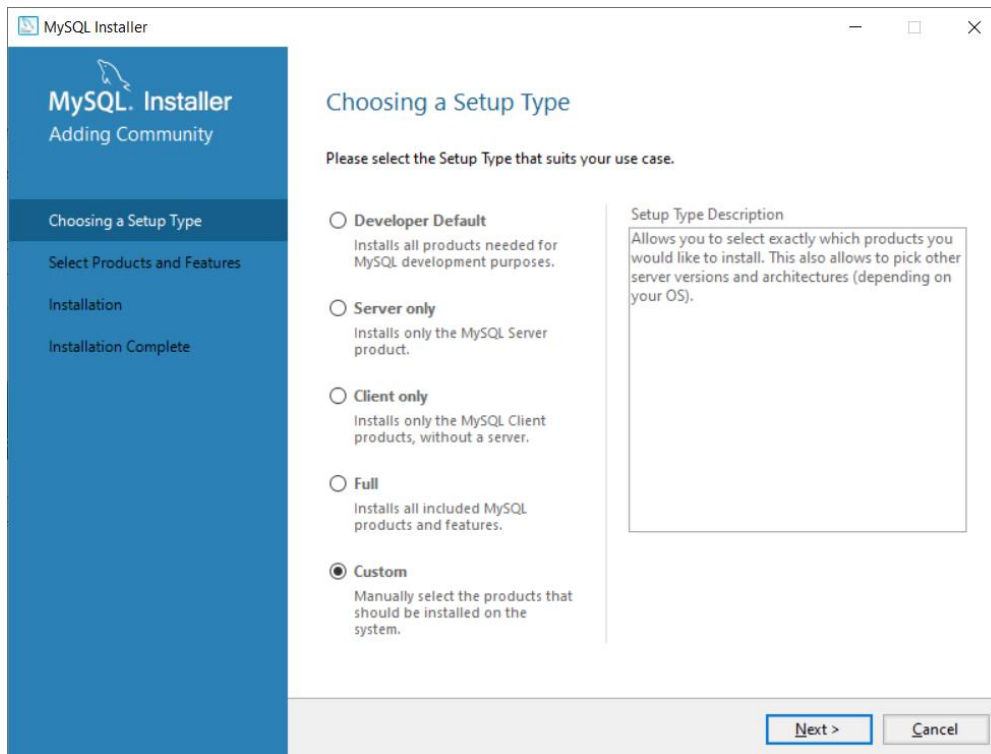 MySQL Installer
MySQL. Installer
Adding Community
Choosing a Setup Type
Select Products and Features
Installation
Installation Complete
Choosing a Setup Type
Please select the Setup Type that suits your use case.
Developer Default
Installs all products needed for
MySQL development purposes.
Server only
Installs only the MySQL Server
product.
Client only
Installs only the MySQL Client
products, without a server.
Full
Installs all included MySQL
products and features.
Custom
Manually select the products that
should be installed on the
system.
Setup Type Description
Allows you to select exactly which products you
would like to install. This also allows to pick other
server versions and architectures (depending on
your OS).
Next >
Cancel